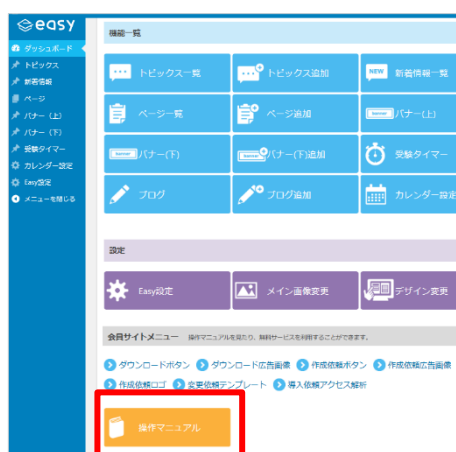 easy
機能一覧
ダッシュボード
トピックス
新着情報
ページ
バナー（上）
バナー（下）
受験タイマー
カレンダー設定
Easy設定
メニューを閉じる
トピックス一覧
トピックス追加
NEW 新着情報一覧
ページ一覧
ページ追加
banner バナー(上)
banner バナー(下)
banner バナー(下)追加
受験タイマー
ブログ
ブログ追加
カレンダー設定
設定
Easy設定
メイン画像変更
デザイン変更
会員サイトメニュー 操作マニュアルを見たり、無料サービスを利用することができます。
ダウンロードボタン ダウンロード広告画像 作成依頼ボタン 作成依頼広告画像
作成依頼ロゴ 変更依頼テンプレート 導入依頼アクセス解析
操作マニュアル